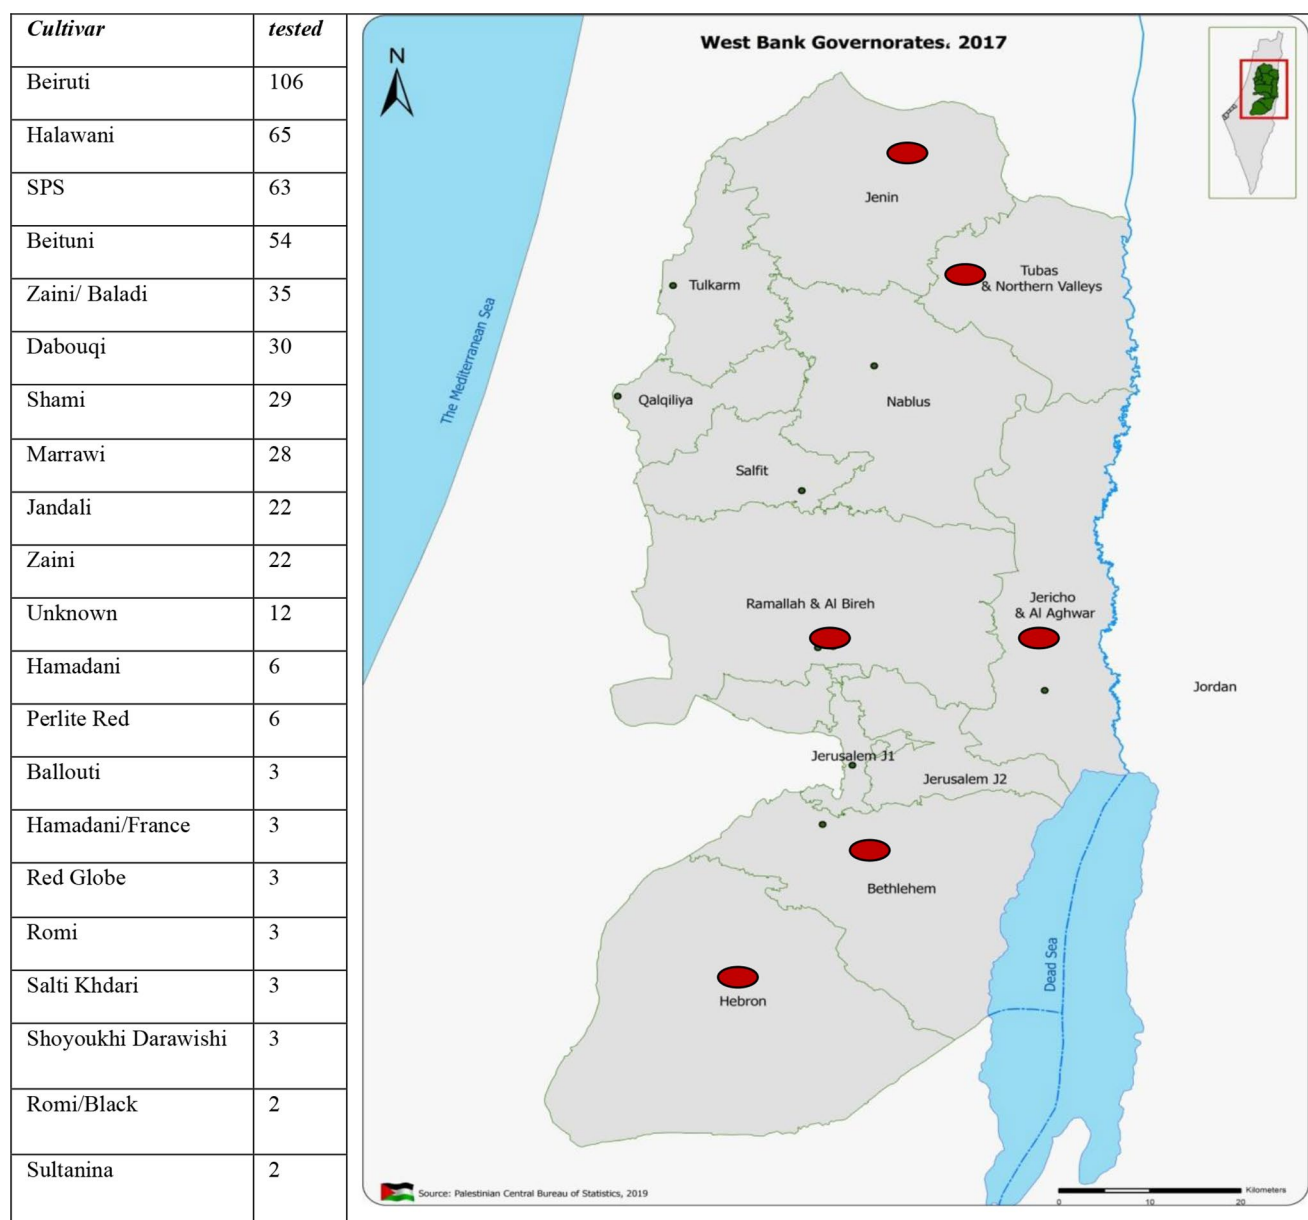 Cultivar tested
Beiruti 106
Halawani 65
SPS 63
Beituni 54
Zaini/ Baladi 35
Dabouqi 30
Shami 29
Marrawi 28
Jandali 22
Zaini 22
Unknown 12
Hamadani 6
Perlite Red 6
Ballouti 3
Hamadani/France 3
Red Globe 3
Romi 3
Salti Khdari 3
Shoyoukhi Darawishi 3
Romi/Black 2
Sultanina 2
West Bank Governorates، 2017
N
The Mediterranean Sea
Jenin
Tubas
& Northern Valleys
Tulkarm
Qalqiliya
Nablus
Salfit
Ramallah & Al Bireh
Jericho
& Al Aghwar
Jordan
Jerusalem J1
Jerusalem J2
Bethlehem
Hebron
Dead Sea
Source: Palestinian Central Bureau of Statistics, 2019
Kilometers
0 10 20